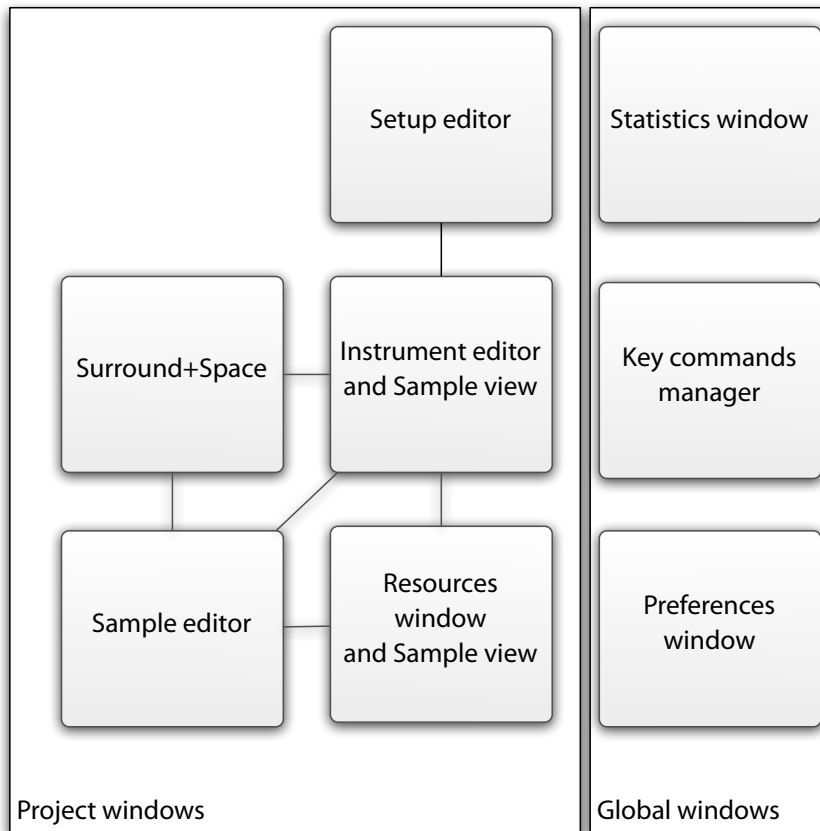 Setup editor
Statistics window
Surround+Space
Instrument editor
and Sample view
Key commands
manager
Sample editor
Resources
window
and Sample view
Preferences
window
Project windows
Global windows